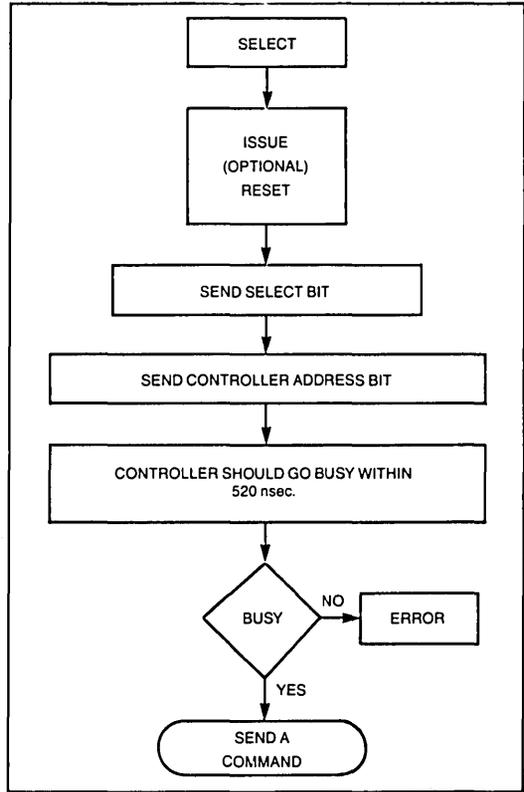 SELECT
ISSUE
(OPTIONAL)
RESET
SEND SELECT BIT
SEND CONTROLLER ADDRESS BIT
CONTROLLER SHOULD GO BUSY WITHIN
520 nsec.
BUSY
NO
ERROR
YES
SEND A
COMMAND